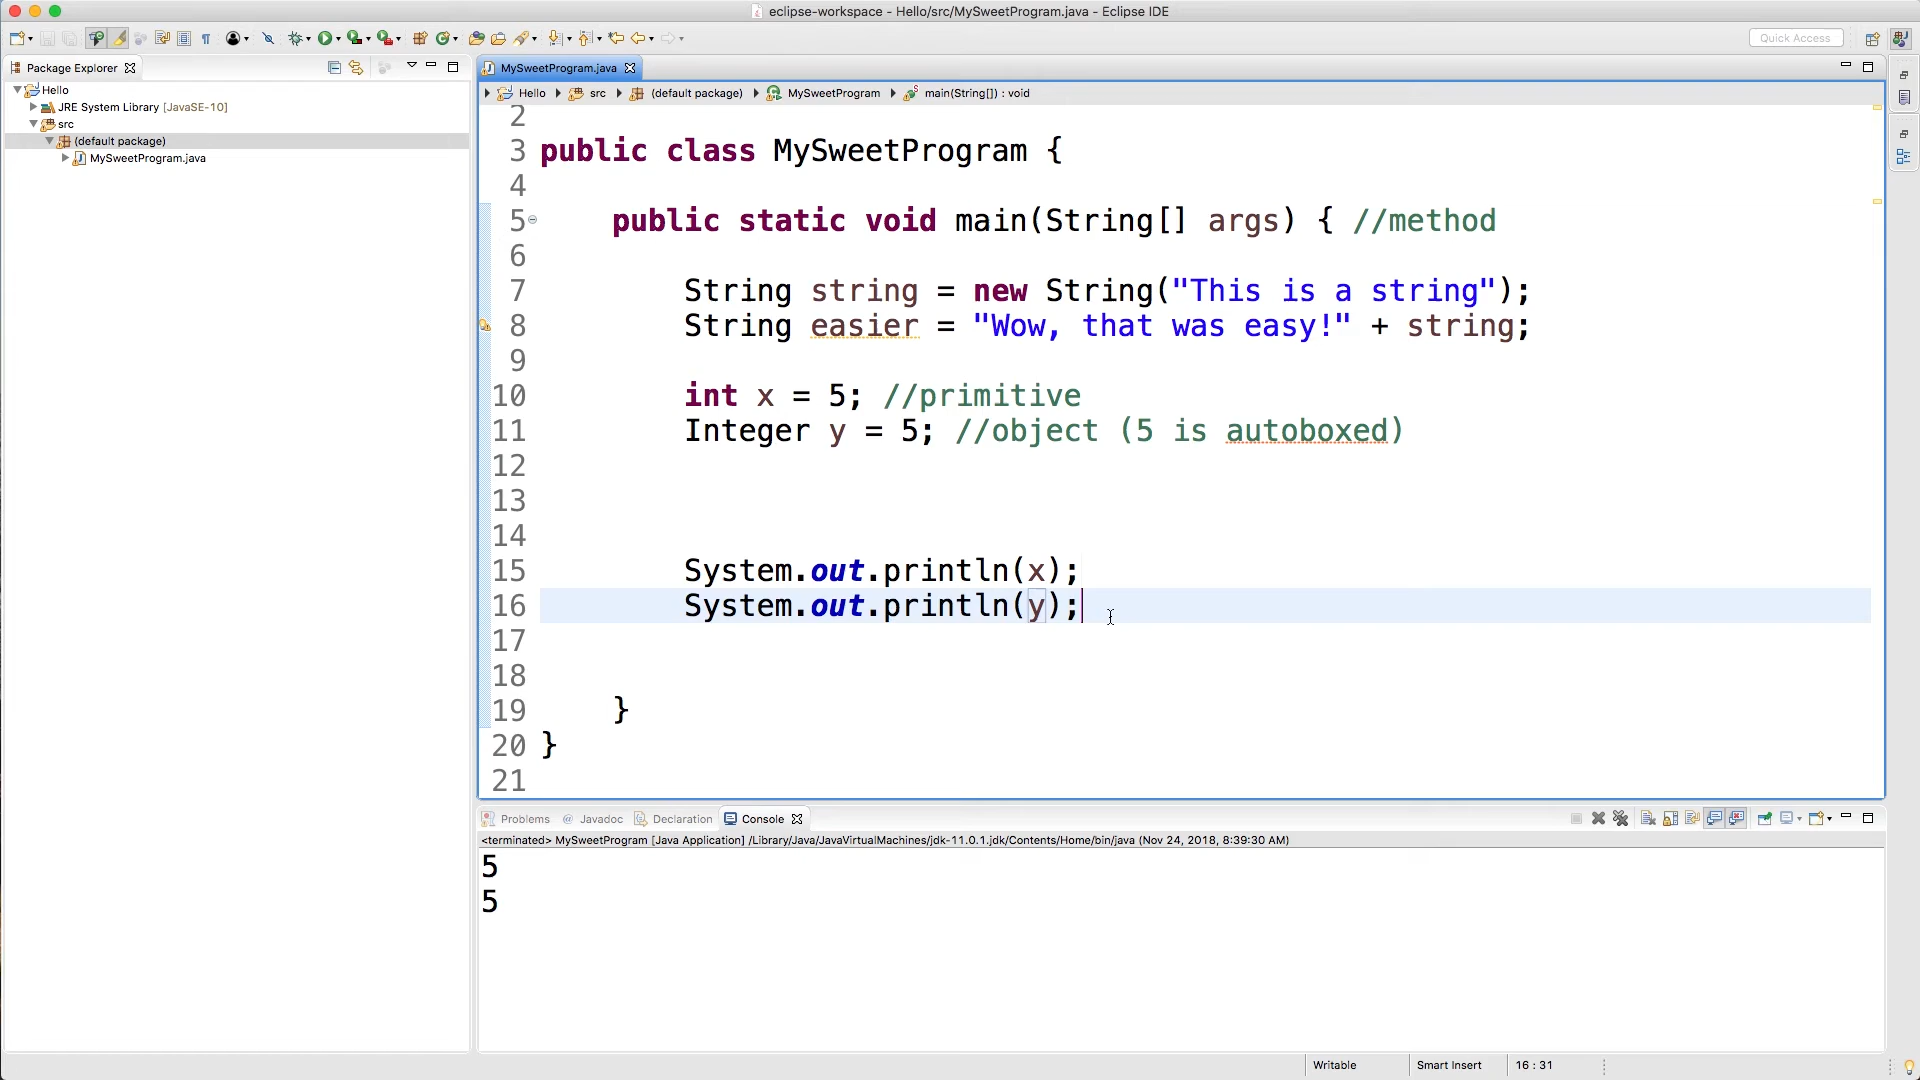 eclipse-workspace - Hello/src/MySweetProgram.java - Eclipse IDE
Quick Access
Package Explorer
Hello
JRE System Library [JavaSE-10]
src
(default package)
MySweetProgram.java
MySweetProgram.java
Hello src (default package) MySweetProgram main(String[]) : void
2
3 public class MySweetProgram {
4
5 public static void main(String[] args) { //method
6
7 String string = new String("This is a string");
8 String easier = "Wow, that was easy!" + string;
9
10 int x = 5; //primitive
11 Integer y = 5; //object (5 is autoboxed)
12
13
14
15 System.out.println(x);
16 System.out.println(y);
17
18
19 }
20 }
21
Problems Javadoc Declaration Console
<terminated> MySweetProgram [Java Application] /Library/Java/JavaVirtualMachines/jdk-11.0.1.jdk/Contents/Home/bin/java (Nov 24, 2018, 8:39:30 AM)
5
5
Writable Smart Insert 16 : 31